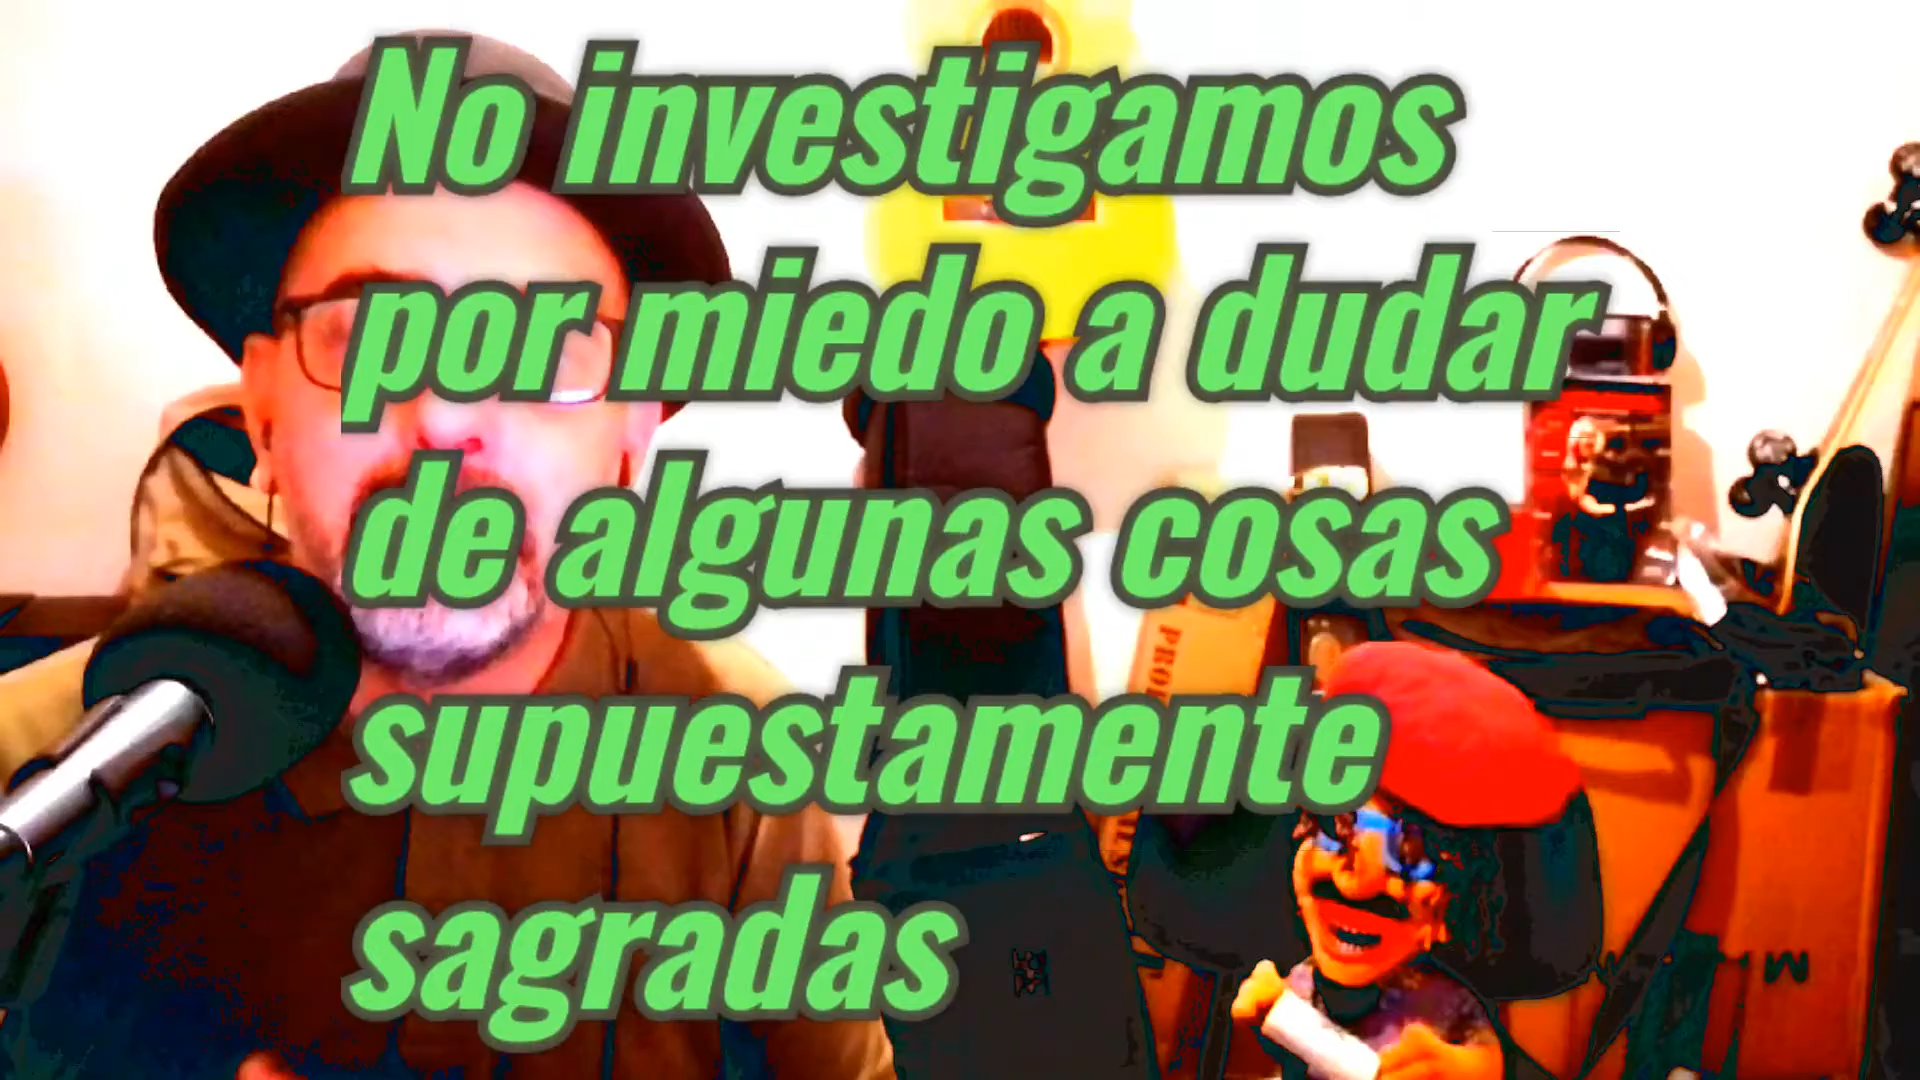 No investigamos
por miedo a dudar
de algunas cosas
supuestamente
sagradas